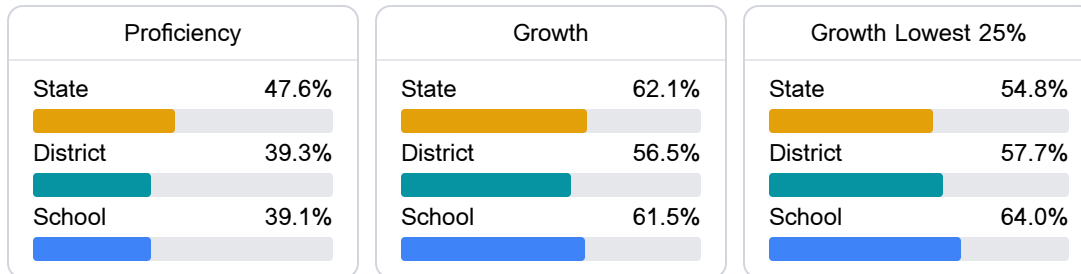 Proficiency
State 47.6%
District 39.3%
School 39.1%
Growth
State 62.1%
District 56.5%
School 61.5%
Growth Lowest 25%
State 54.8%
District 57.7%
School 64.0%